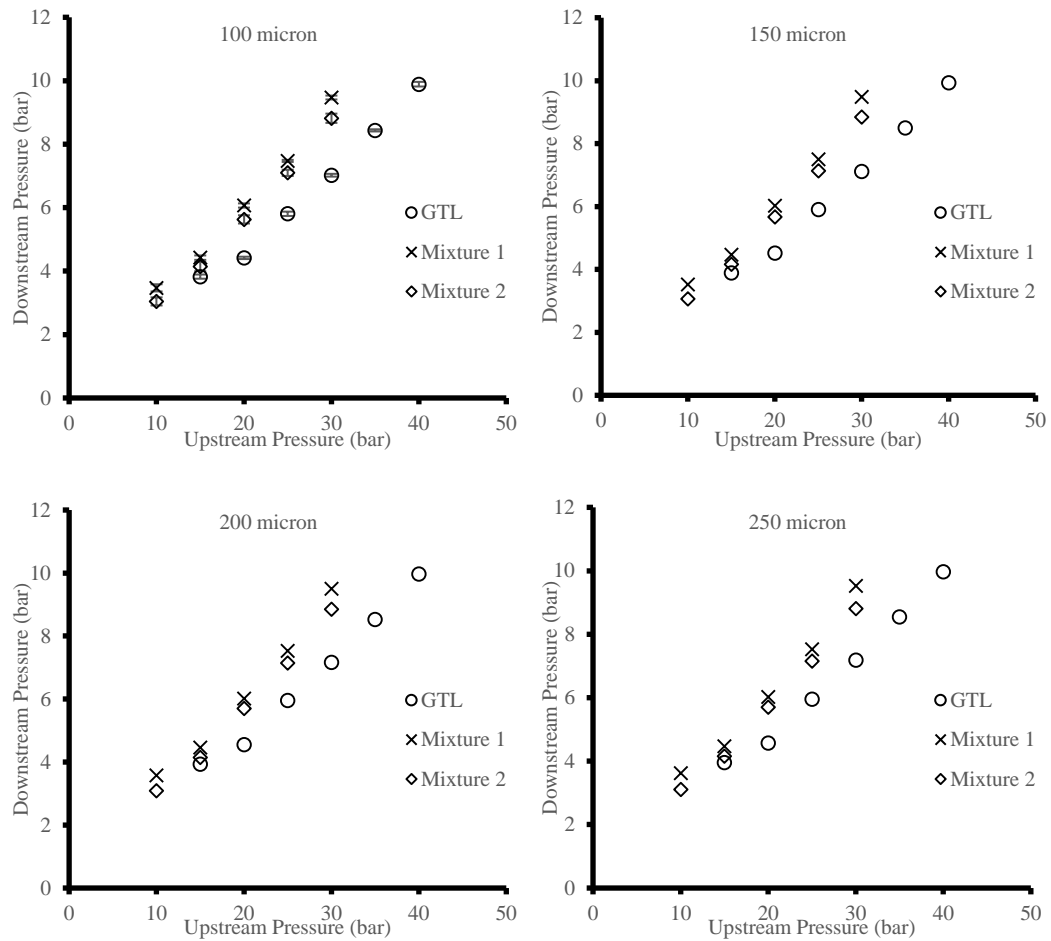 100 micron
Downstream Pressure (bar)
12
10
8
6
4
2
0
GTL
Mixture 1
Mixture 2
0 10 20 30 40 50
Upstream Pressure (bar)
150 micron
Downstream Pressure (bar)
12
10
8
6
4
2
0
GTL
Mixture 1
Mixture 2
0 10 20 30 40 50
Upstream Pressure (bar)
200 micron
Downstream Pressure (bar)
12
10
8
6
4
2
0
GTL
Mixture 1
Mixture 2
0 10 20 30 40 50
Upstream Pressure (bar)
250 micron
Downstream Pressure (bar)
12
10
8
6
4
2
0
GTL
Mixture 1
Mixture 2
0 10 20 30 40 50
Upstream Pressure (bar)